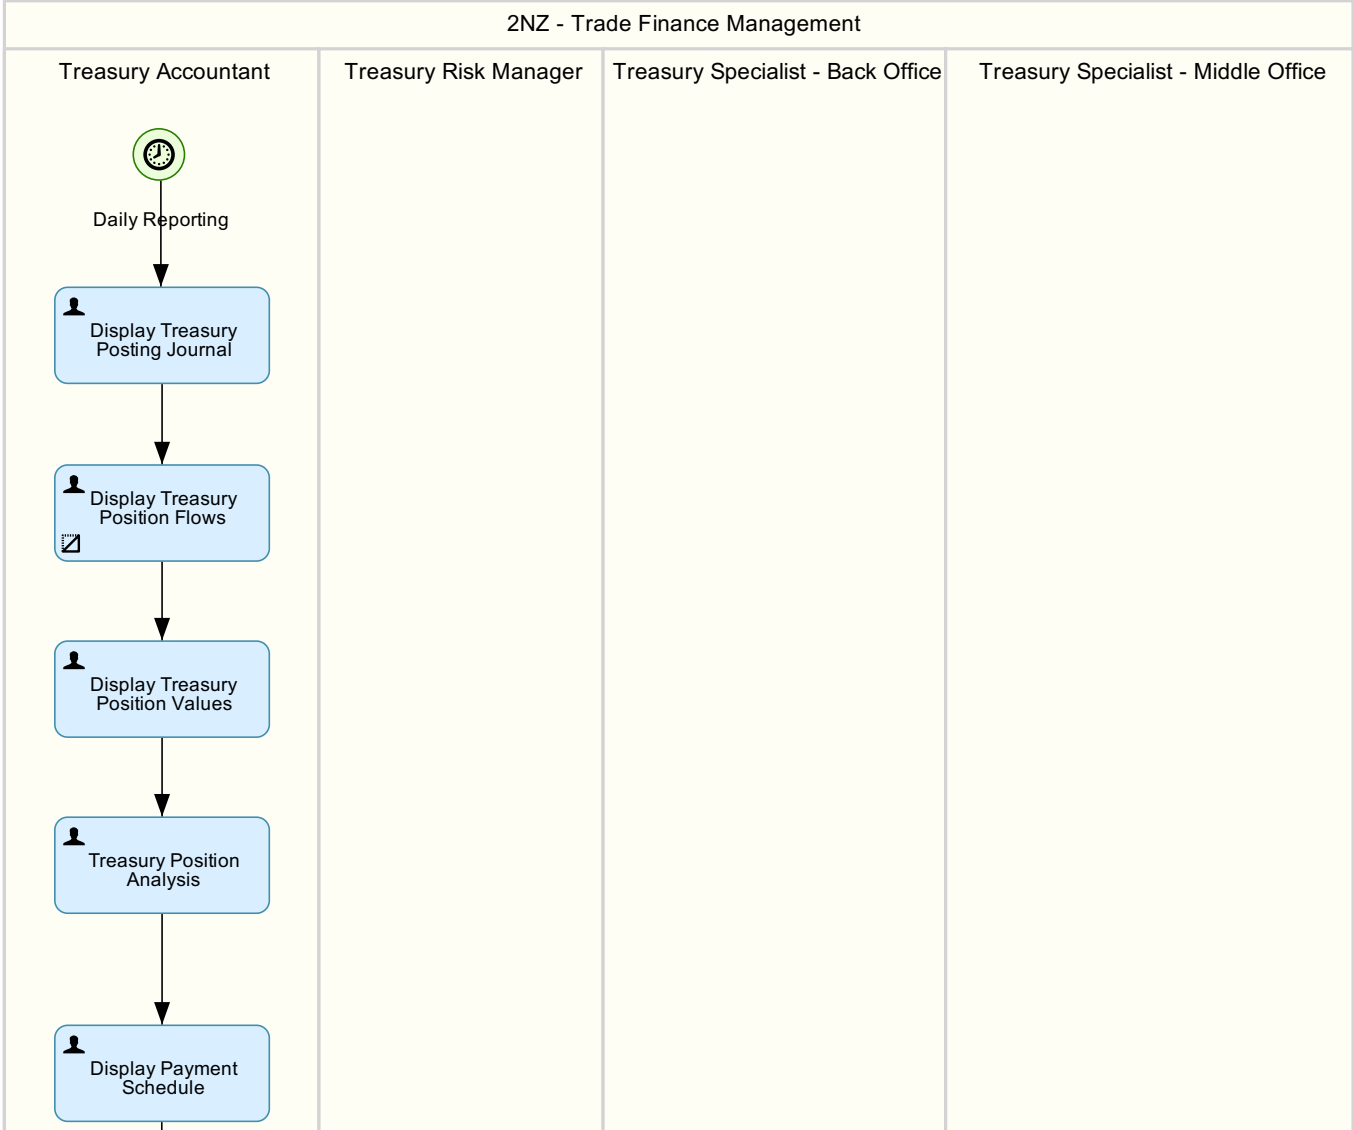 2NZ - Trade Finance Management
Treasury Accountant
Treasury Risk Manager
Treasury Specialist - Back Office
Treasury Specialist - Middle Office
Daily Reporting
Display Treasury
Posting Journal
Display Treasury
Position Flows
Display Treasury
Position Values
Treasury Position
Analysis
Display Payment
Schedule